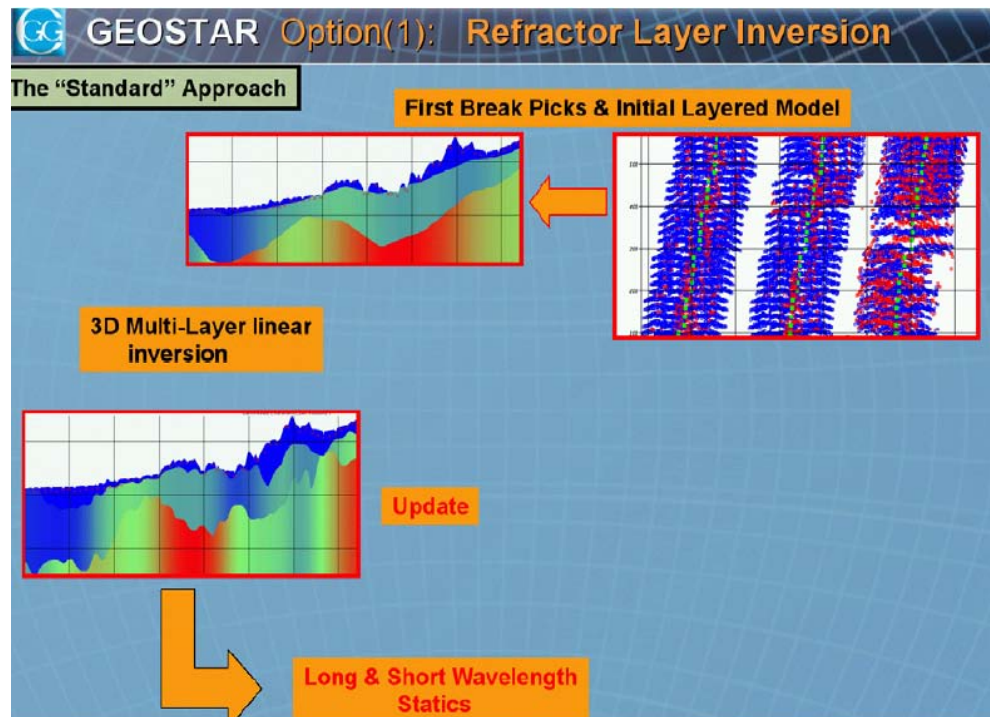 GEOSTAR Option(1): Refractor Layer Inversion
The “Standard” Approach
First Break Picks & Initial Layered Model
3D Multi-Layer linear
inversion
Update
Long & Short Wavelength
Statics